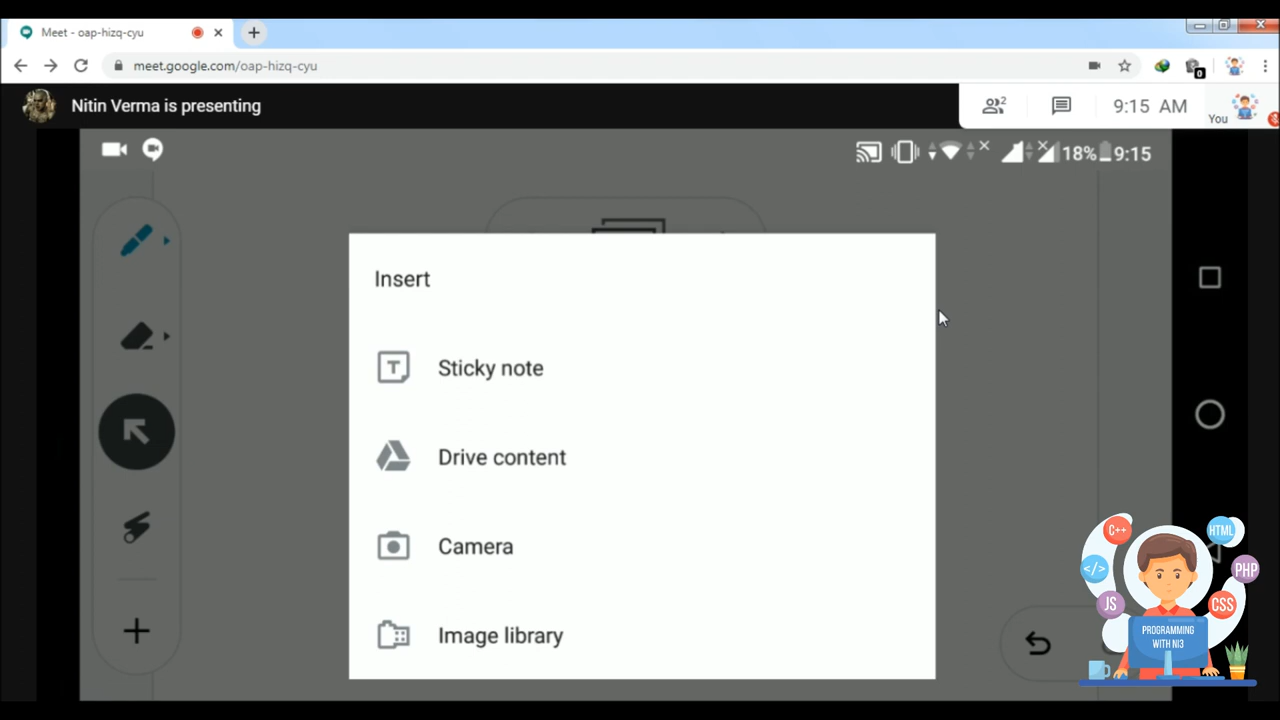 Meet - oap-hizq-cyu
meet.google.com/oap-hizq-cyu
0
Nitin Verma is presenting
2
9:15 AM
You
18% 9:15
Insert
T
Sticky note
Drive content
Camera
Image library
C++
HTML
</>
PHP
JS
CSS
PROGRAMMING
WITH NI3